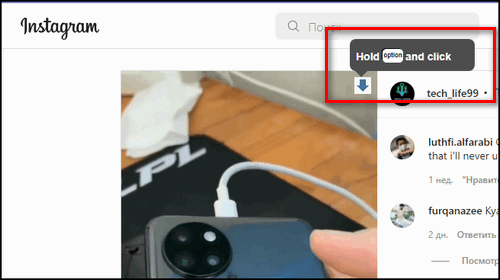 Instagram
Поиск
Hold option and click
tech_life99 •
luthfi.alfarabi
that i'll never u
1 нед. "Нравит
furqanazee Kya
2 дн. Ответить